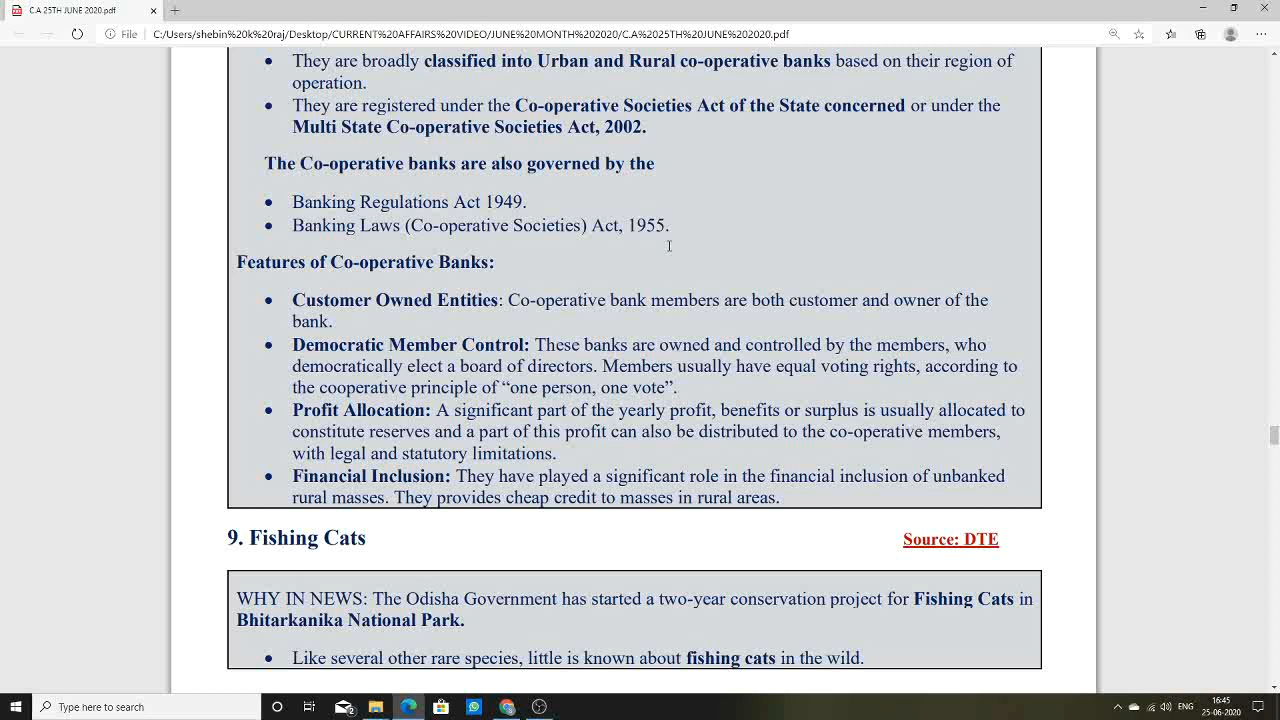 C.A 25TH JUNE 2020.pdf
File
C:/Users/shebin%20k%20raj/Desktop/CURRENT%20AFFAIRS%20VIDEO/JUNE%20MONTH%202020/C.A%2025TH%20JUNE%202020.pdf
• They are broadly classified into Urban and Rural co-operative banks based on their region of
operation.
• They are registered under the Co-operative Societies Act of the State concerned or under the
Multi State Co-operative Societies Act, 2002.
The Co-operative banks are also governed by the
• Banking Regulations Act 1949.
• Banking Laws (Co-operative Societies) Act, 1955.
Features of Co-operative Banks:
• Customer Owned Entities: Co-operative bank members are both customer and owner of the
bank.
• Democratic Member Control: These banks are owned and controlled by the members, who
democratically elect a board of directors. Members usually have equal voting rights, according to
the cooperative principle of “one person, one vote”.
• Profit Allocation: A significant part of the yearly profit, benefits or surplus is usually allocated to
constitute reserves and a part of this profit can also be distributed to the co-operative members,
with legal and statutory limitations.
• Financial Inclusion: They have played a significant role in the financial inclusion of unbanked
rural masses. They provides cheap credit to masses in rural areas.
9. Fishing Cats Source: DTE
WHY IN NEWS: The Odisha Government has started a two-year conservation project for Fishing Cats in
Bhitarkanika National Park.
• Like several other rare species, little is known about fishing cats in the wild.
Type here to search
2
ENG
16:45
25-06-2020